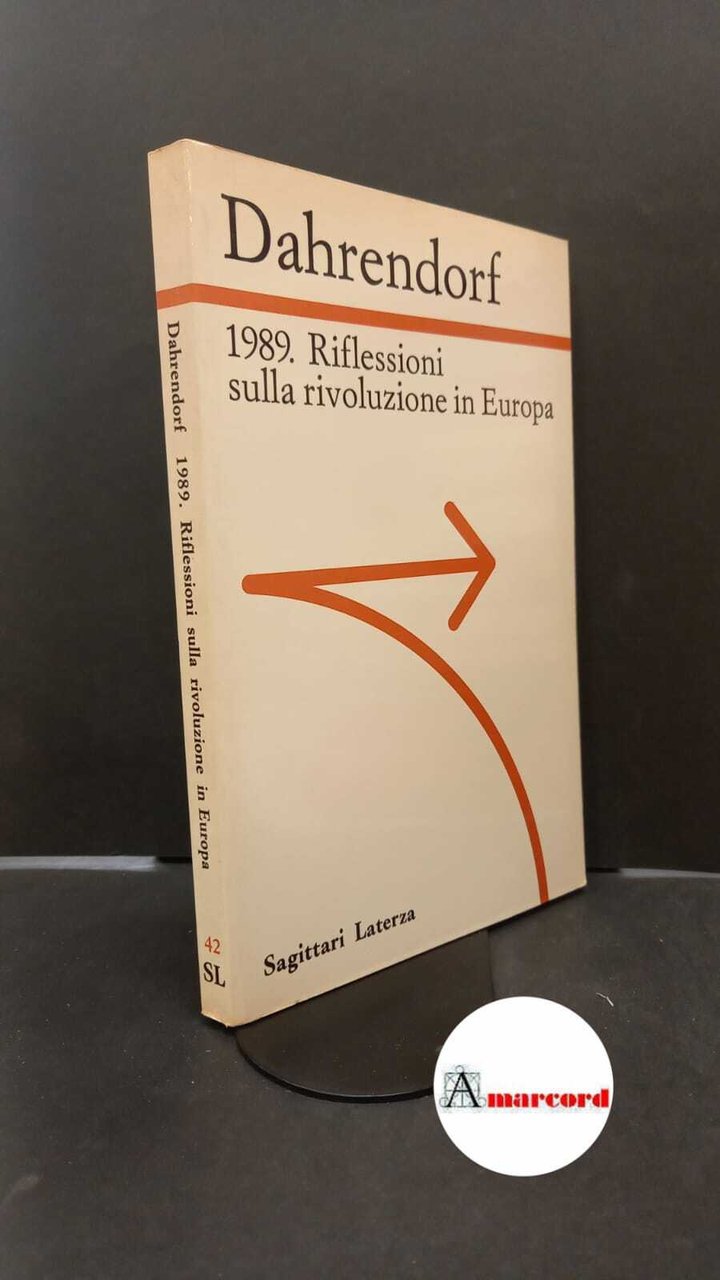 Dahrendorf
1989. Riflessioni
sulla rivoluzione in Europa
Sagittari Laterza
Dahrendorf 1989. Riflessioni sulla rivoluzione in Europa
42
SL
Amarcord